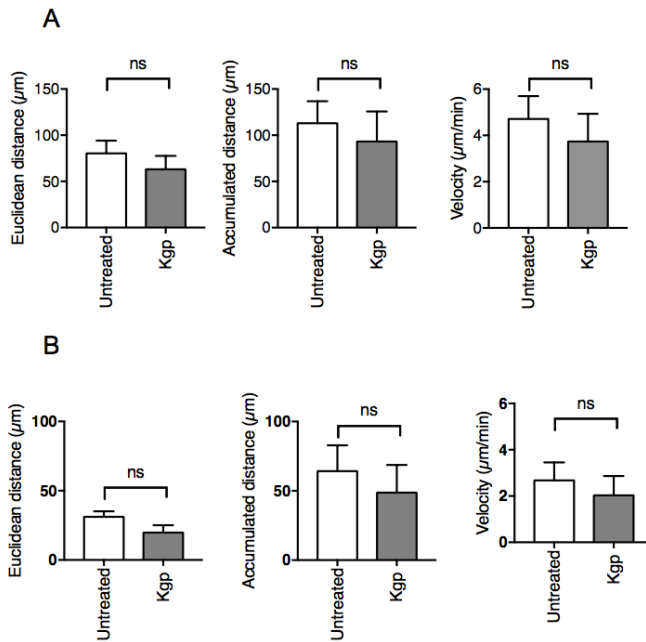 A
ns
Euclidean distance (µm)
150
100
50
0
Untreated
Kgp
ns
Accumulated distance (µm)
150
100
50
0
Untreated
Kgp
ns
Velocity (µm/min)
6
4
2
0
Untreated
Kgp
B
ns
Euclidean distance (µm)
100
50
0
Untreated
Kgp
ns
Accumulated distance (µm)
100
50
0
Untreated
Kgp
ns
Velocity (µm/min)
6
4
2
0
Untreated
Kgp